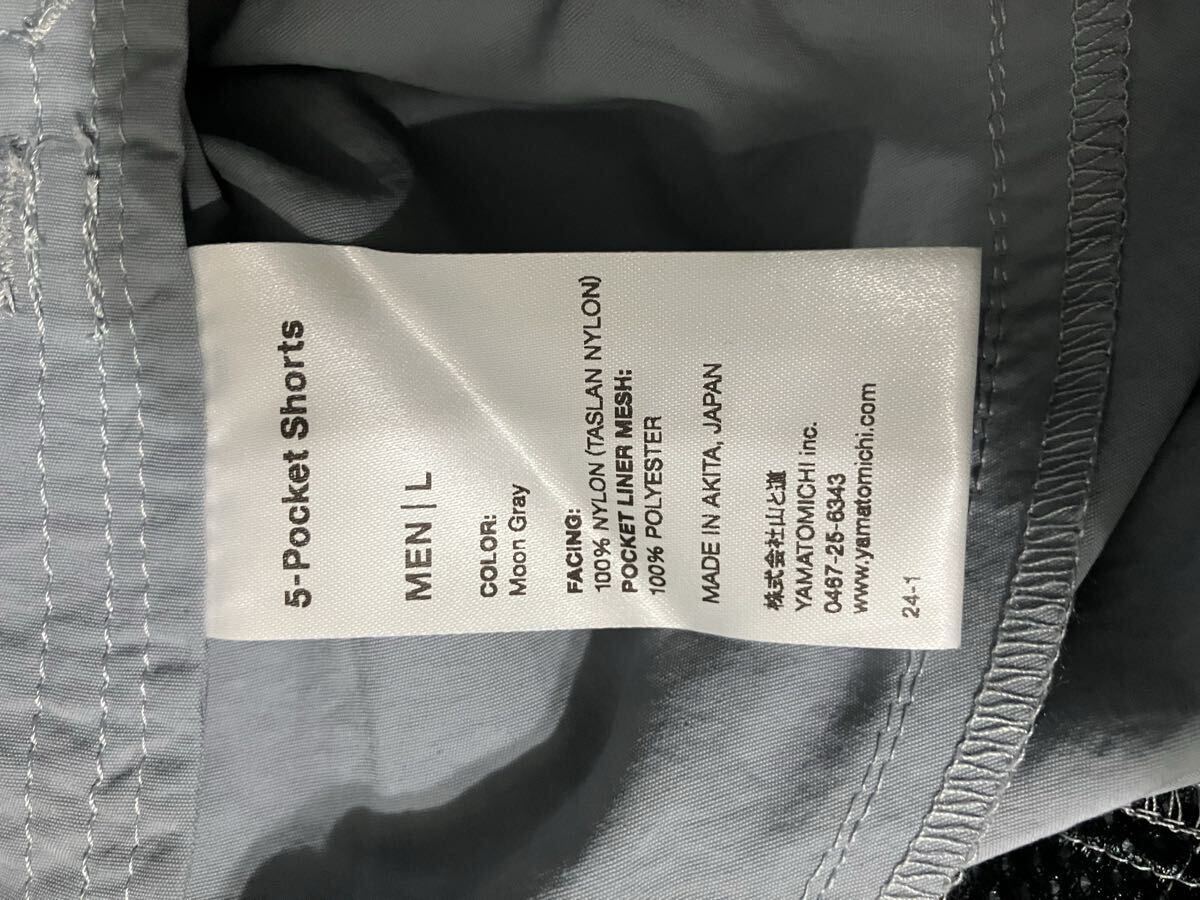 5-Pocket Shorts
MEN | L
COLOR:
Moon Gray
FACING:
100% NYLON (TASLAN NYLON)
POCKET LINER MESH:
100% POLYESTER
MADE IN AKITA, JAPAN
株式会社山と道
YAMATOMICHI inc.
0467-25-6343
www.yamatomichi.com
24-1